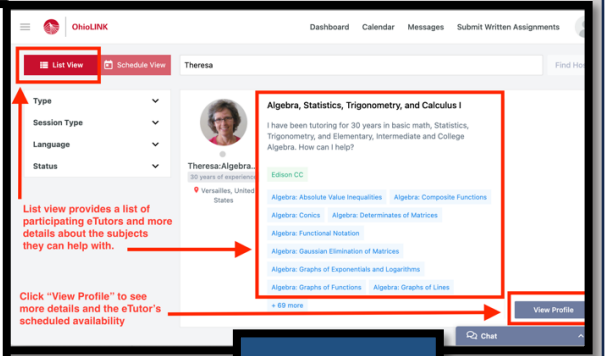 OhioLINK
Dashboard Calendar Messages Submit Written Assignments
List View Schedule View Theresa
Type
Session Type
Language
Status
Theresa:Algebra...
30 years of experience
Versailles, United
States
Algebra, Statistics, Trigonometry, and Calculus I
I have been tutoring for 30 years in basic math, Statistics,
Trigonometry, and Elementary, Intermediate and College
Algebra. How can I help?
Edison CC
Algebra: Absolute Value Inequalities Algebra: Composite Functions
Algebra: Conics Algebra: Determinates of Matrices
Algebra: Functional Notation
Algebra: Gaussian Elimination of Matrices
Algebra: Graphs of Exponentials and Logarithms
Algebra: Graphs of Functions Algebra: Graphs of Lines
+ 69 more
List view provides a list of
participating eTutors and more
details about the subjects
they can help with.
Click “View Profile” to see
more details and the eTutor’s
scheduled availability
View Profile
Chat